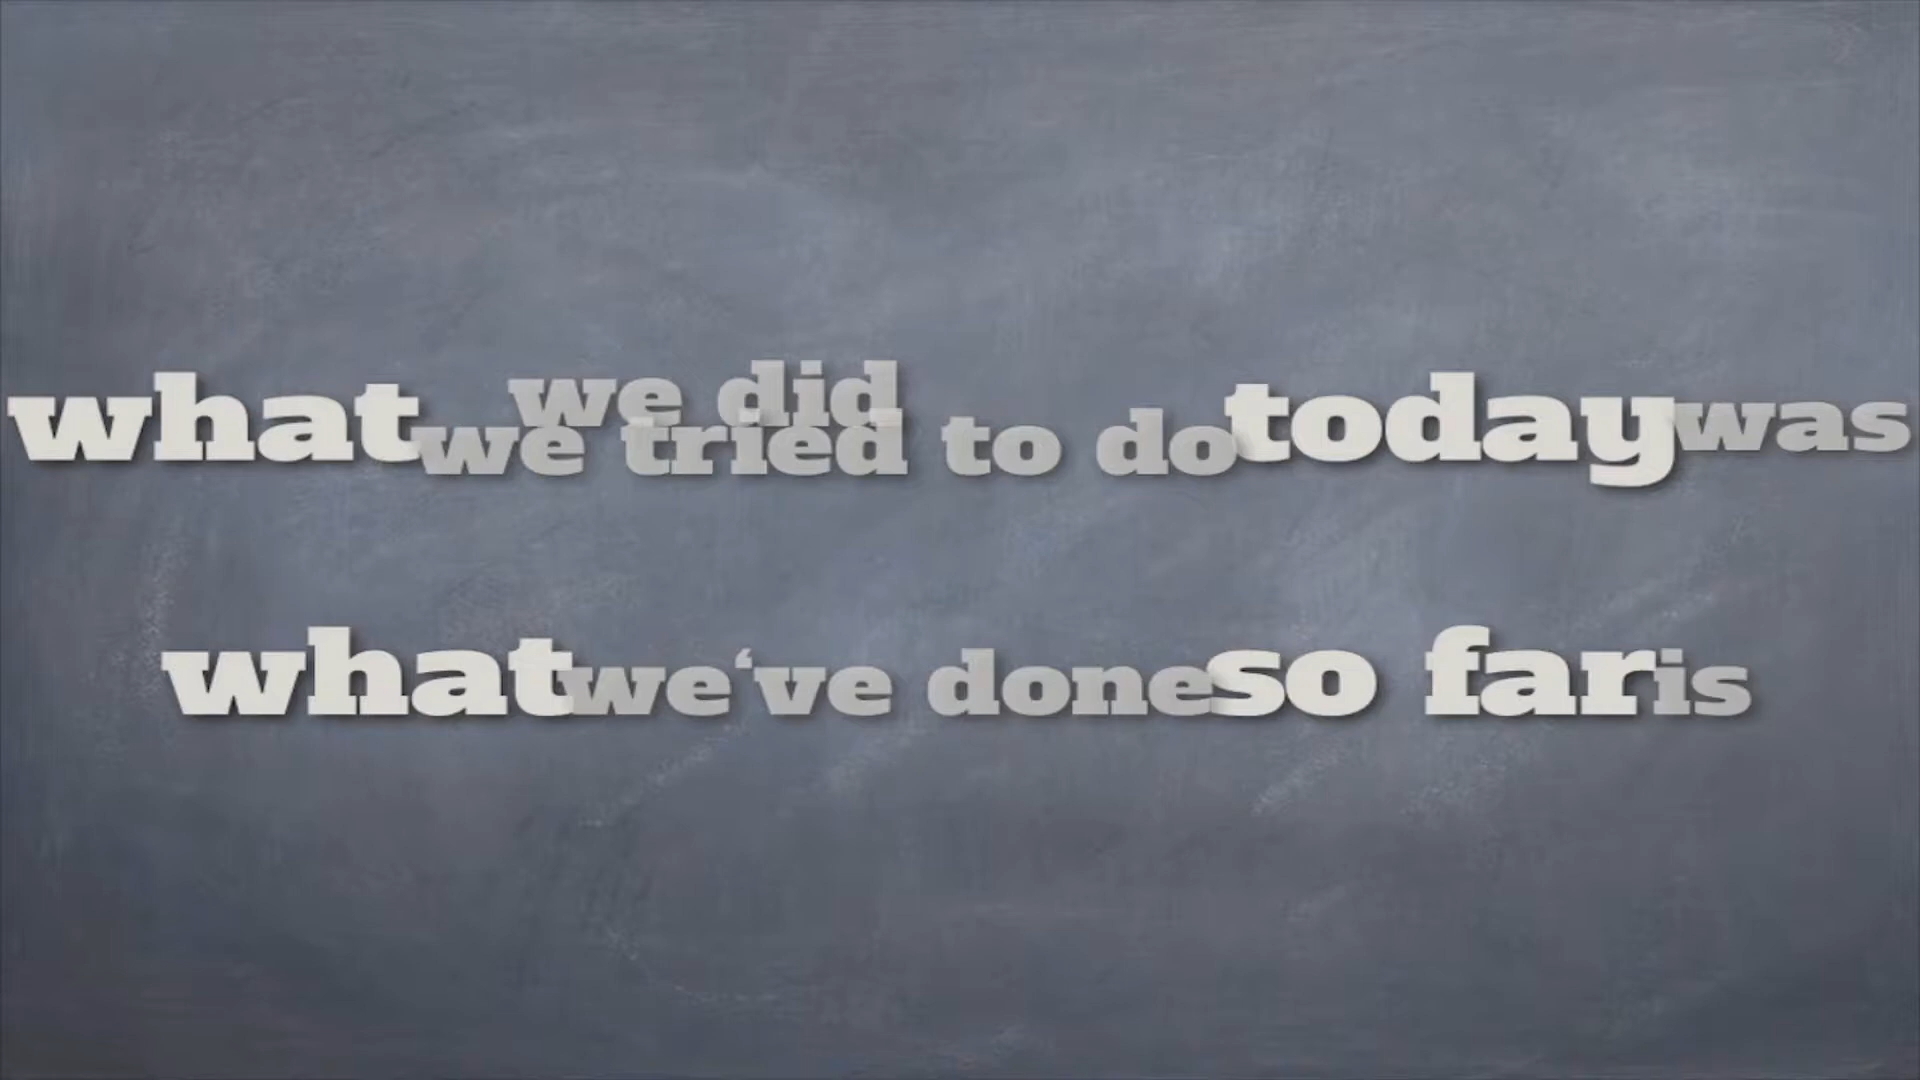 we did
what we tried to do today was
what we‘ve done so far is